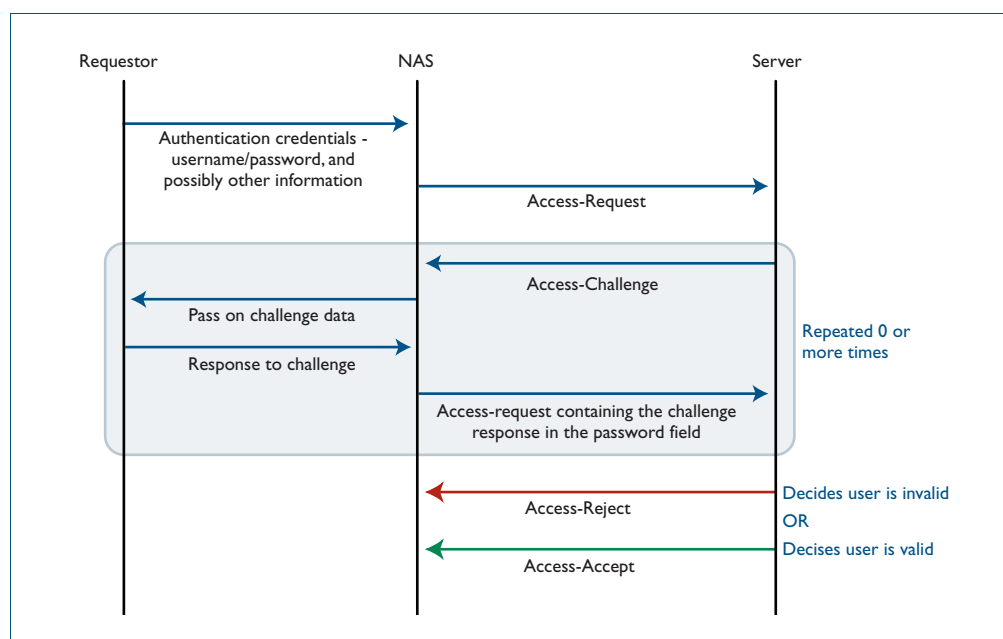 Requestor
NAS
Server
Authentication credentials -
username/password, and
possibly other information
Access-Request
Access-Challenge
Pass on challenge data
Repeated 0 or
more times
Response to challenge
Access-request containing the challenge
response in the password field
Access-Reject
Decides user is invalid
OR
Decises user is valid
Access-Accept